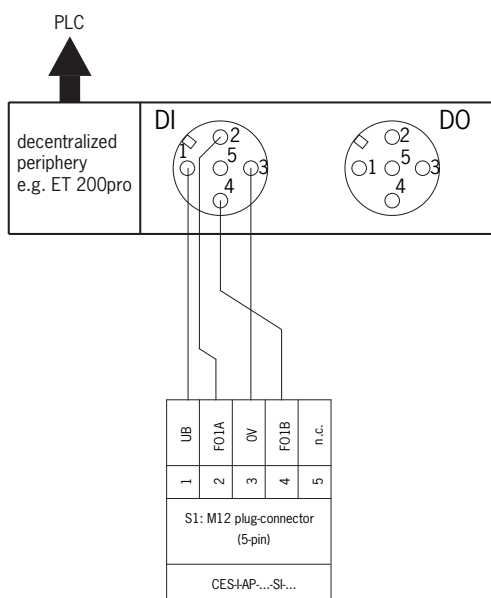 PLC
decentralized
periphery
e.g. ET 200pro
DI
DO
2
1
5
3
4
2
1
5
3
4
UB
FO1A
0V
FO1B
n.c.
1
2
3
4
5
S1: M12 plug-connector
(5-pin)
CES-I-AP-...-SI-...